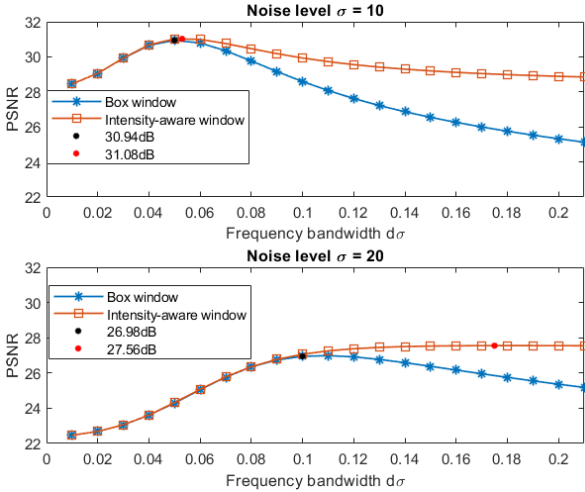 Noise level σ = 10
PSNR
32
30
28
26
24
22
Box window
Intensity-aware window
30.94dB
31.08dB
0 0.02 0.04 0.06 0.08 0.1 0.12 0.14 0.16 0.18 0.2
Frequency bandwidth dσ
Noise level σ = 20
PSNR
32
30
28
26
24
22
Box window
Intensity-aware window
26.98dB
27.56dB
0 0.02 0.04 0.06 0.08 0.1 0.12 0.14 0.16 0.18 0.2
Frequency bandwidth dσ